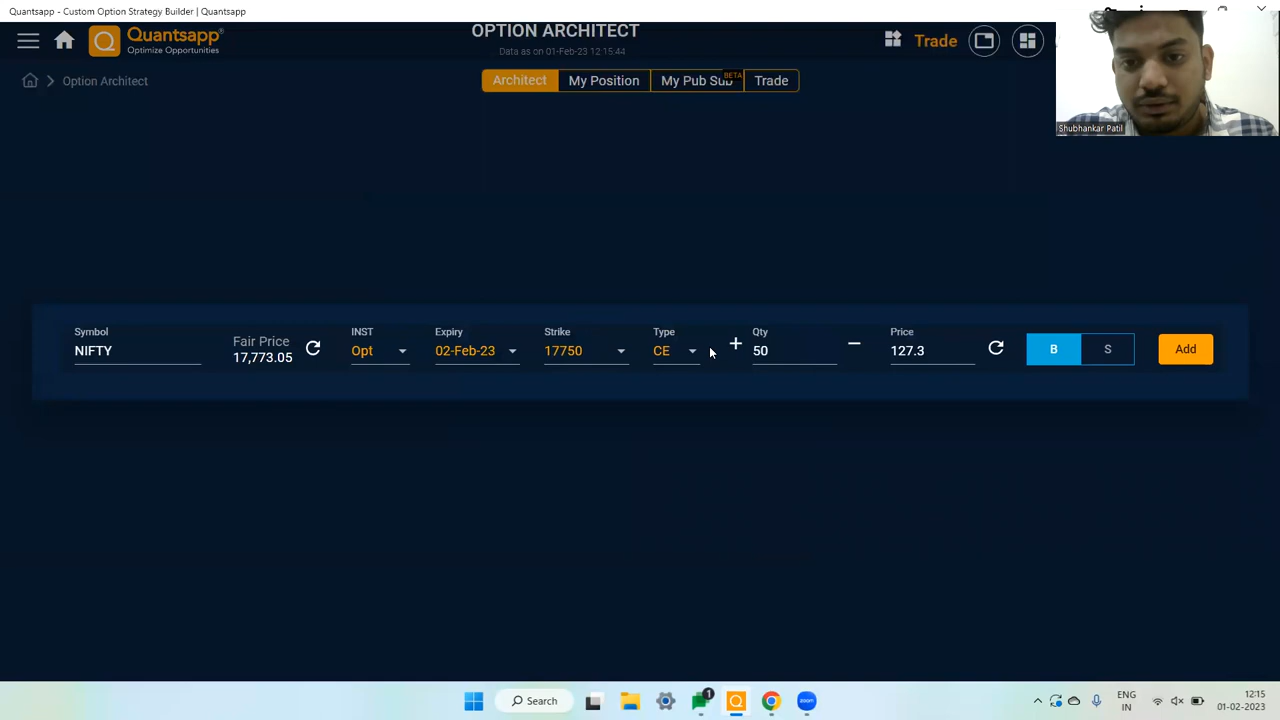 Quantsapp - Custom Option Strategy Builder | Quantsapp
Quantsapp®
Optimize Opportunities
OPTION ARCHITECT
Data as on 01-Feb-23 12:15:44
Trade
Option Architect
Architect
My Position
My Pub Sub
BETA
Trade
Shubhankar Patil
Symbol
NIFTY
Fair Price
17,773.05
INST
Opt
Expiry
02-Feb-23
Strike
17750
Type
CE
Qty
50
Price
127.3
B
S
Add
Search
1
zoom
ENG
IN
12:15
01-02-2023